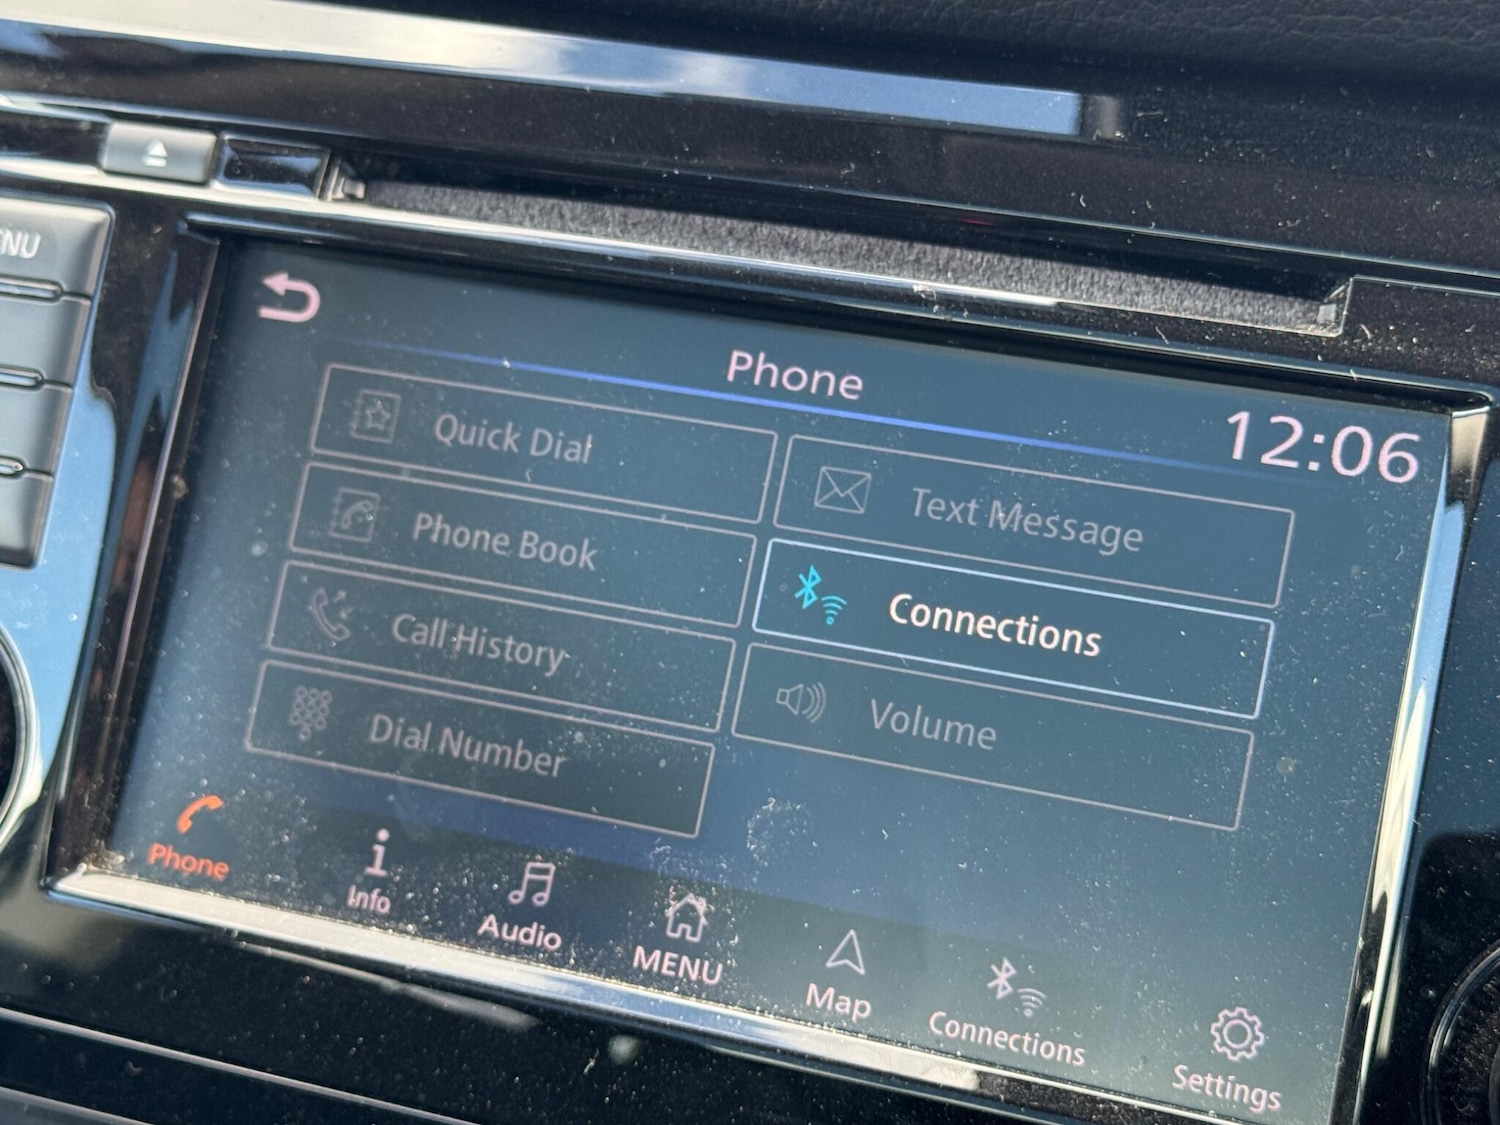 Phone
12:06
Quick Dial
Text Message
Phone Book
Connections
Call History
Volume
Dial Number
Phone
Info
Audio
MENU
Map
Connections
Settings